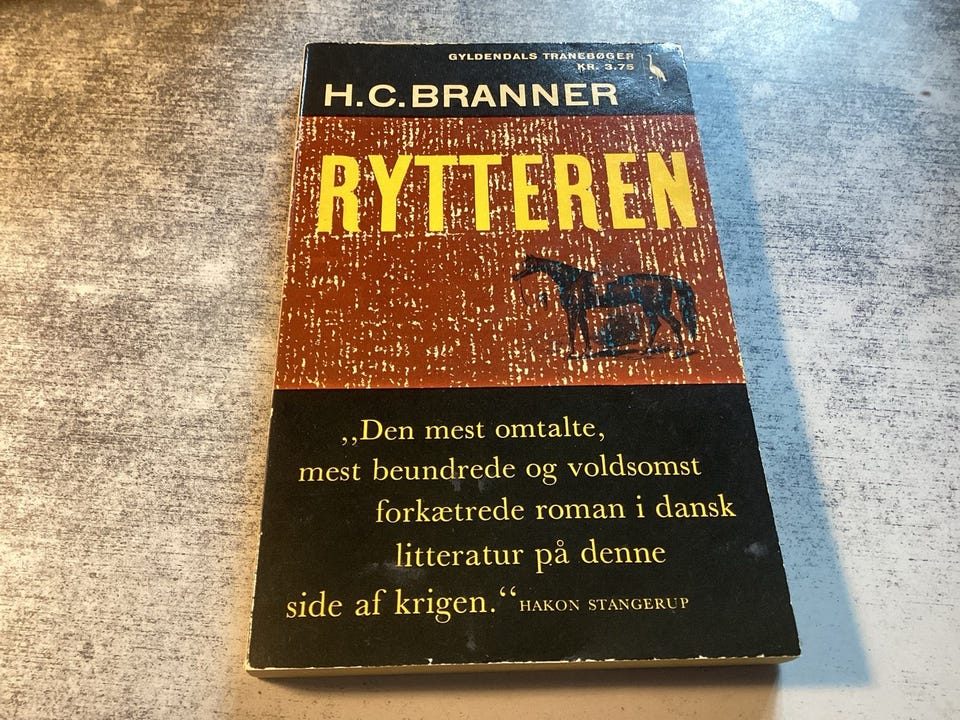 GYLDENDALS TRANEBØGER
KR. 3.75
H.C.BRANNER
RYTTEREN
,,Den mest omtalte,
mest beundrede og voldsomst
forkætrede roman i dansk
litteratur på denne
side af krigen.“ HAKON STANGERUP